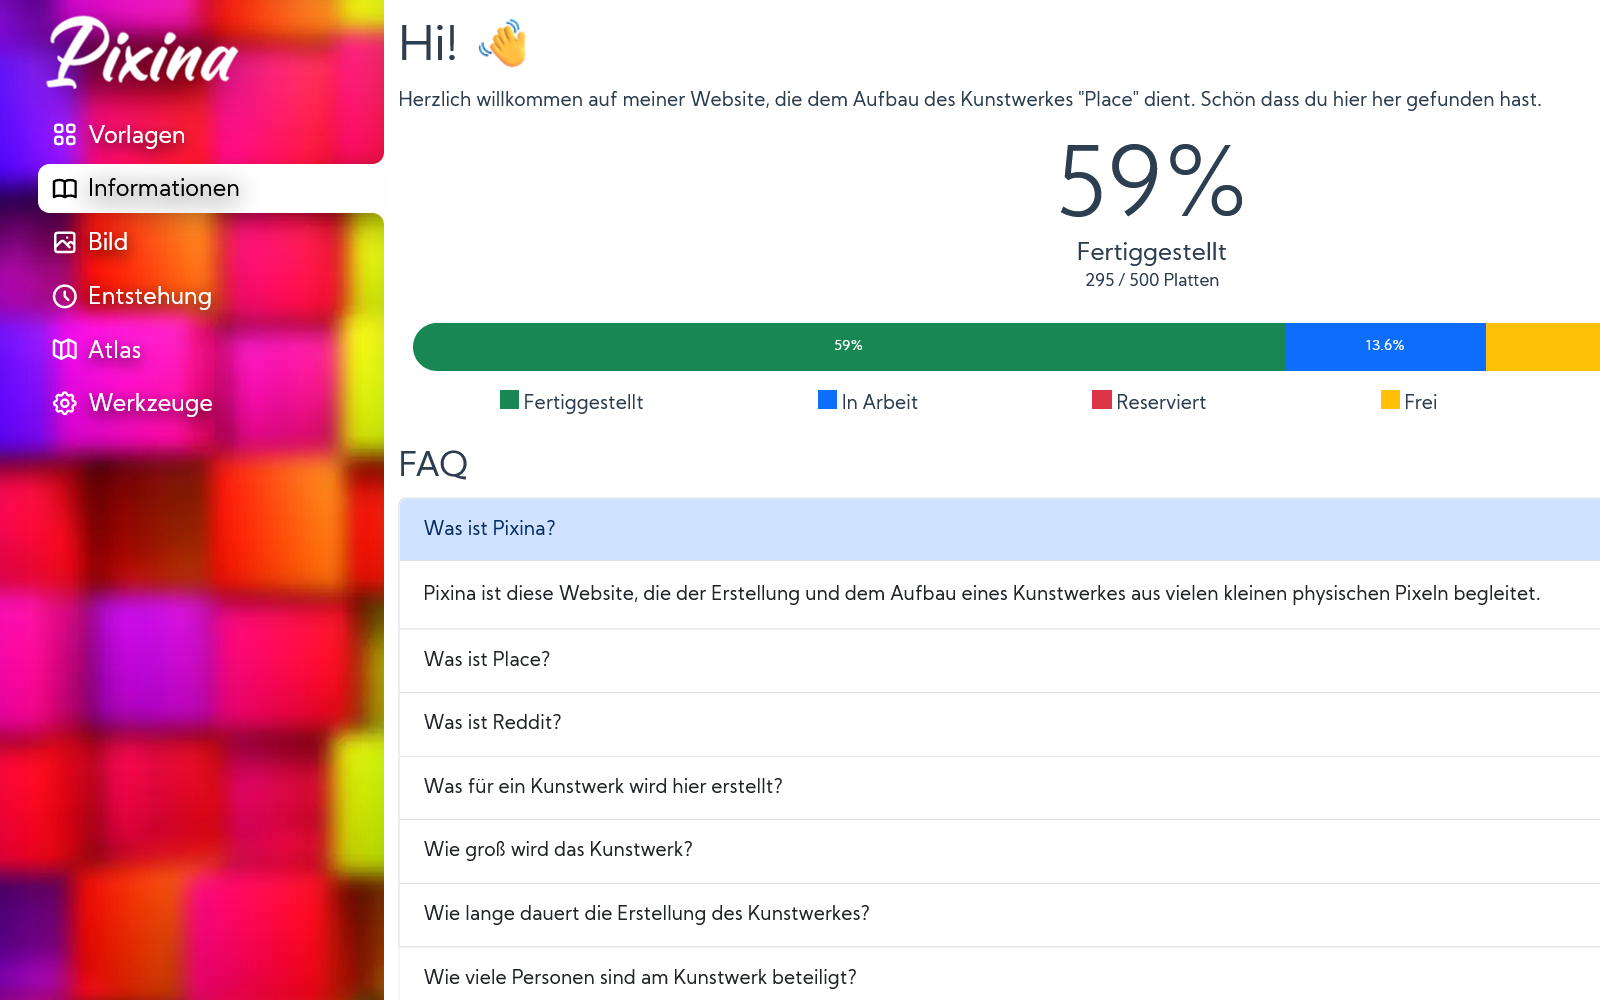 Pixina
Vorlagen
Informationen
Bild
Entstehung
Atlas
Werkzeuge
Hi! 👋
Herzlich willkommen auf meiner Website, die dem Aufbau des Kunstwerkes "Place" dient. Schön dass du hier her gefunden hast.
59%
Fertiggestellt
295 / 500 Platten
59% 13.6%
Fertiggestellt In Arbeit Reserviert Frei
FAQ
Was ist Pixina?
Pixina ist diese Website, die der Erstellung und dem Aufbau eines Kunstwerkes aus vielen kleinen physischen Pixeln begleitet.
Was ist Place?
Was ist Reddit?
Was für ein Kunstwerk wird hier erstellt?
Wie groß wird das Kunstwerk?
Wie lange dauert die Erstellung des Kunstwerkes?
Wie viele Personen sind am Kunstwerk beteiligt?